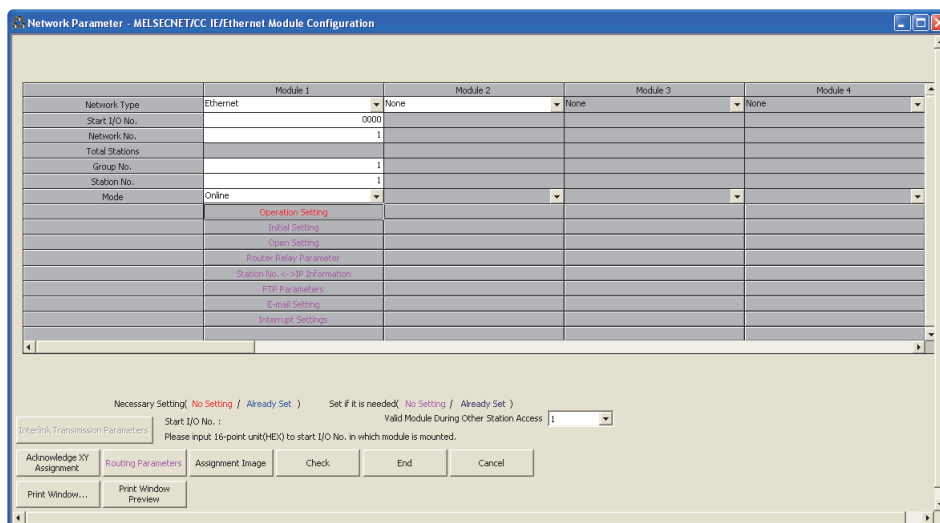 Network Parameter - MELSECNET/CC IE/Ethernet Module Configuration
Module 1 Module 2 Module 3 Module 4
Network Type Ethernet None None None
Start I/O No. 0000
Network No. 1
Total Stations
Group No. 1
Station No. 1
Mode Online
Operation Setting
Initial Setting
Open Setting
Router Relay Parameter
Station No. <->IP Information
FTP Parameters
E-mail Setting
Interrupt Settings
Necessary Setting( No Setting / Already Set ) Set if it is needed( No Setting / Already Set )
Interlink Transmission Parameters Start I/O No. : Valid Module During Other Station Access 1
Please input 16-point unit(HEX) to start I/O No. in which module is mounted.
Acknowledge XY Assignment Routing Parameters Assignment Image Check End Cancel
Print Window... Print Window Preview